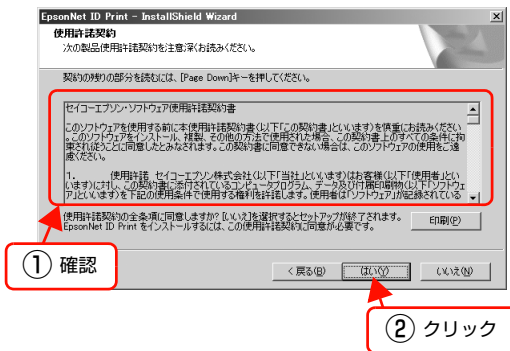 EpsonNet ID Print - InstallShield Wizard
使用許諾契約
次の製品使用許諾契約を注意深くお読みください。
契約の残りの部分を読むには、[Page Down]キーを押してください。
セイコーエプソン・ソフトウェア使用許諾契約書
このソフトウェアを使用する前に本使用許諾契約書(以下「この契約書」といいます)を慎重にお読みください
。このソフトウェアをインストール、複製、その他の方法で使用された場合、この契約書上のすべての条件に拘
束され従うことに同意したとみなされます。この契約書に同意できない場合は、このソフトウェアの使用をご遠
慮ください。
1. 使用許諾 セイコーエプソン株式会社(以下「当社」といいます)はお客様(以下「使用者」とい
います)に対し、この契約書に添付されているコンピュータプログラム、データ及び付属印刷物(以下「ソフトウェ
ア」といいます)を下記の使用条件で使用する権利を許諾します。使用者は「ソフトウェア」が記録されている
使用許諾契約の全条項に同意しますか? [いいえ]を選択するとセットアップが終了されます。
EpsonNet ID Print をインストールするには、この使用許諾契約に同意が必要です。
印刷(P)
① 確認
< 戻る(B)
はい(Y)
いいえ(N)
② クリック